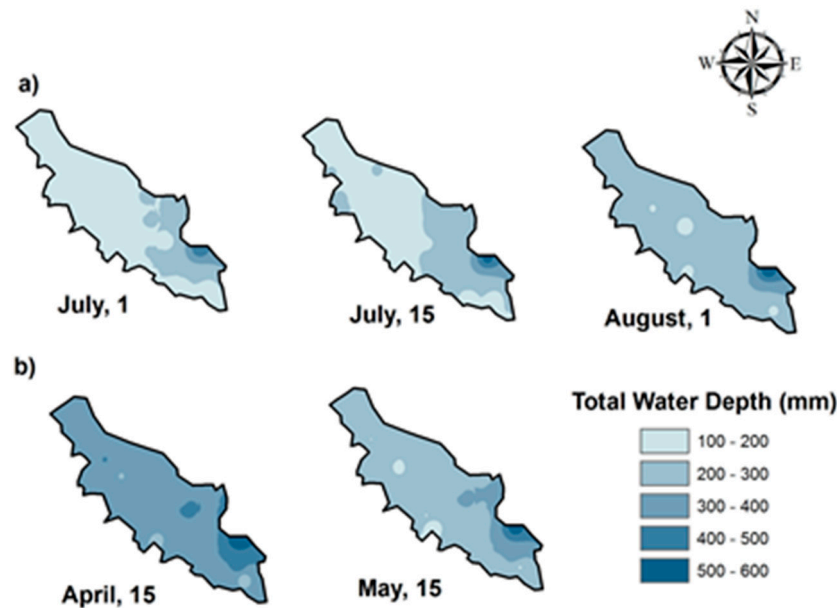 N
W E
S
a)
July, 1
July, 15
August, 1
b)
April, 15
May, 15
Total Water Depth (mm)
100 - 200
200 - 300
300 - 400
400 - 500
500 - 600